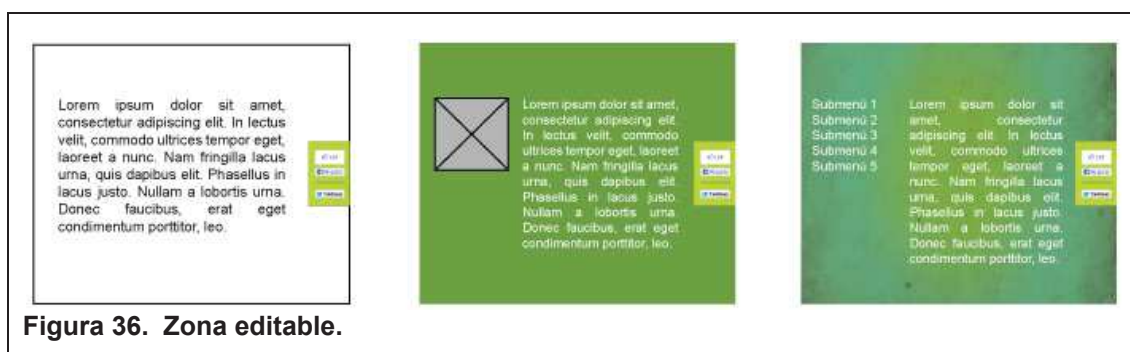 Lorem ipsum dolor sit amet,
consectetur adipiscing elit. In lectus
velit, commodo ultrices tempor eget,
laoreet a nunc. Nam fringilla lacus
urna, quis dapibus elit. Phasellus in
lacus justo. Nullam a lobortis urna.
Donec faucibus, erat eget
condimentum porttitor, leo.
Lorem ipsum dolor sit amet,
consectetur adipiscing elit.
In lectus velit, commodo
ultrices tempor eget, laoreet
a nunc. Nam fringilla lacus
urna, quis dapibus elit.
Phasellus in lacus justo.
Nullam a lobortis urna.
Donec faucibus, erat eget
condimentum porttitor, leo.
Submenú 1
Submenú 2
Submenú 3
Submenú 4
Submenú 5
Lorem ipsum dolor sit
amet, consectetur
adipiscing elit. In lectus
velit, commodo ultrices
tempor eget, laoreet a
nunc. Nam fringilla lacus
urna, quis dapibus elit.
Phasellus in lacus justo.
Nullam a lobortis urna.
Donec faucibus, erat eget
condimentum porttitor, leo.
Figura 36. Zona editable.